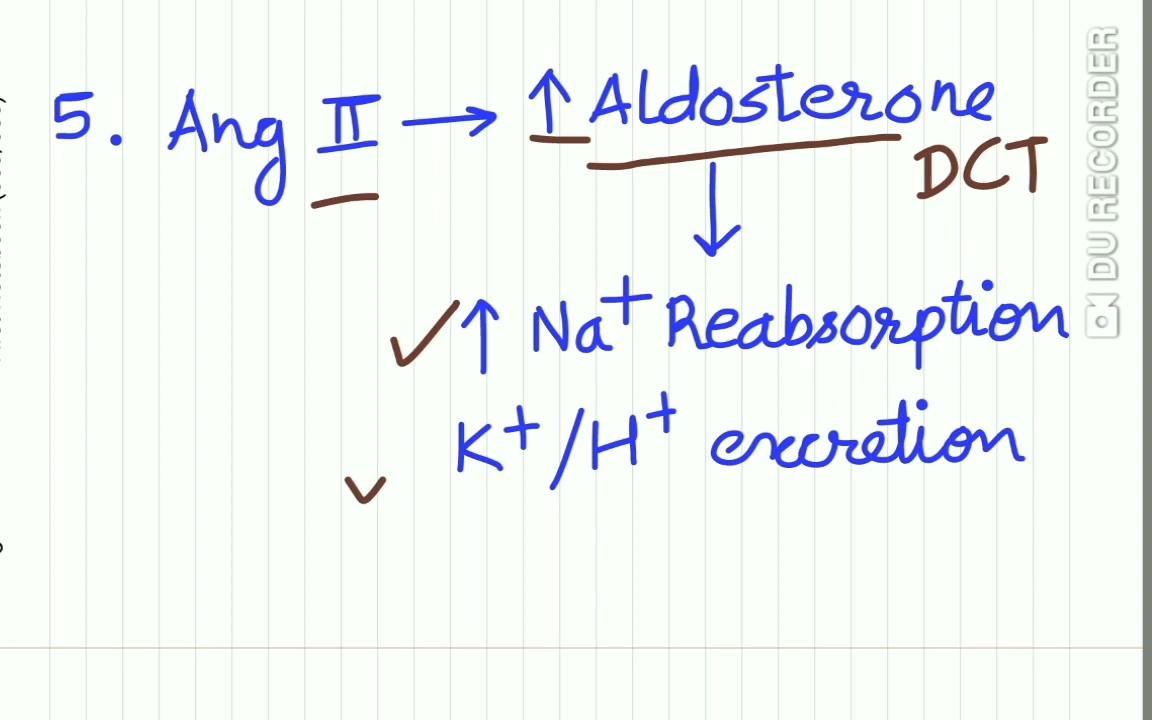 5. Ang II → ↑ Aldosterone
DCT
↓
✓ ↑ Na⁺ Reabsorption
K⁺/H⁺ excretion
DU RECORDER